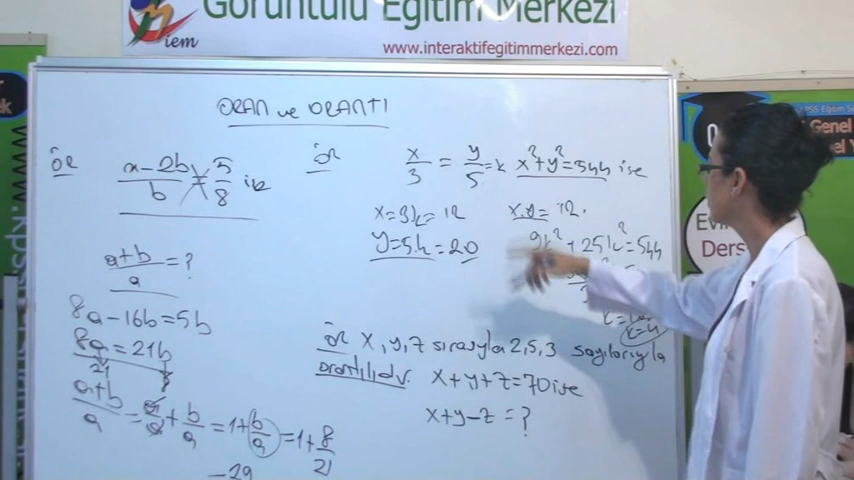 Görüntülü Eğitim Merkezi
iem
www.interaktifegitimmerkezi.com
ORAN ve ORANTI
ÖR
a-2b/b = 5/8 ise
a+b/a = ?
8a-16b=5b
8a=21b
a+b/a = a/a + b/a = 1+ b/a = 1+ 8/21
29
ÖR
x/3 = y/5 = k x²+y²=544 ise
x=3k=12
y=5k=20
x.y=?
9k²+25k²=544
k=4
ÖR x,y,z sırasıyla 2,5,3 sayılarıyla
orantılıdır. x+y+z=70 ise
x+y-z=?
Genel
Ders